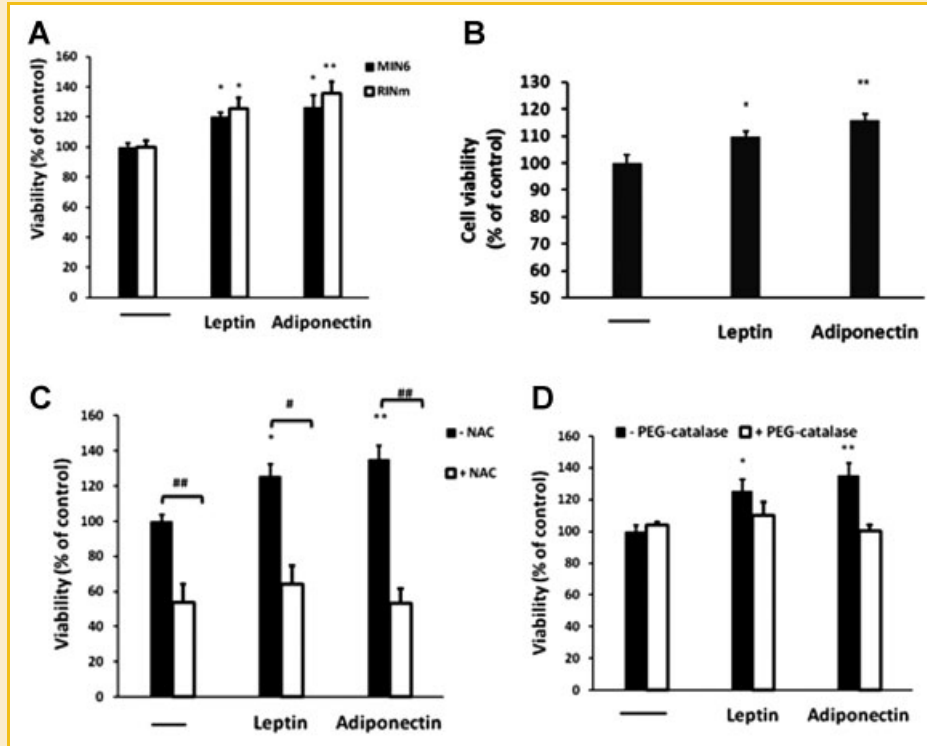 A
Viability (% of control)
160
140
120
100
80
60
40
20
0
* * * **
MIN6
RINm
Leptin Adiponectin
B
Cell viability
(% of control)
130
120
110
100
90
80
70
60
50
* **
Leptin Adiponectin
C
Viability (% of control)
160
140
120
100
80
60
40
20
0
## # ##
* **
- NAC
+ NAC
Leptin Adiponectin
D
- PEG-catalase + PEG-catalase
Viability (% of control)
160
140
120
100
80
60
40
20
0
* **
Leptin Adiponectin